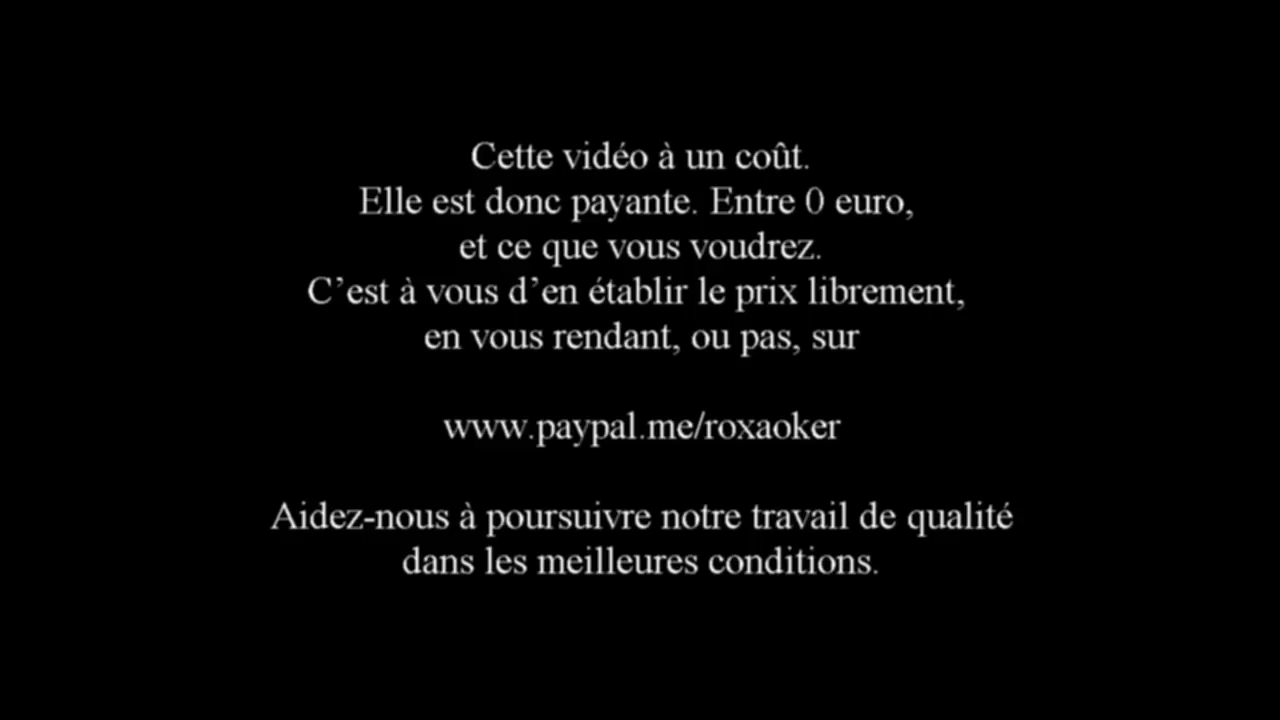 Cette vidéo à un coût.
Elle est donc payante. Entre 0 euro,
et ce que vous voudrez.
C’est à vous d’en établir le prix librement,
en vous rendant, ou pas, sur
www.paypal.me/roxaoker
Aidez-nous à poursuivre notre travail de qualité
dans les meilleures conditions.